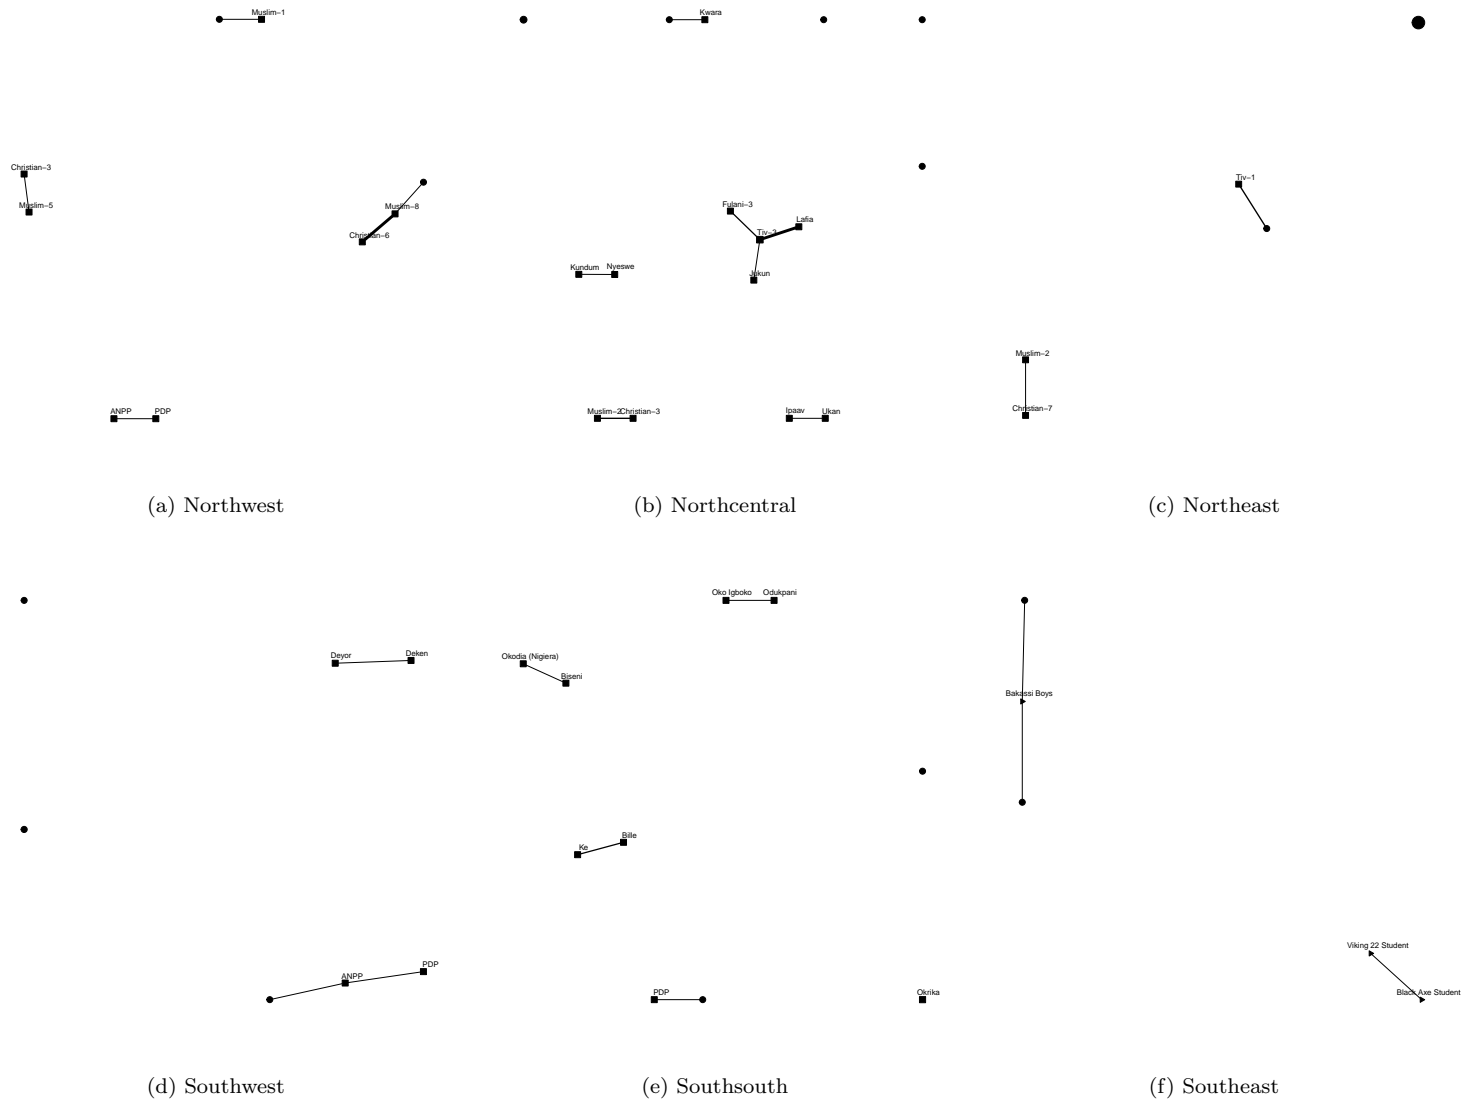 Muslim−1
Kwara
Christian−3
Muslim−5
Muslim−8
Christian−6
Fulani−3
Lafia
Tiv−3
Jukun
Kundum
Nyeswe
Tiv−1
Muslim−2
Christian−7
ANPP
PDP
Muslim−2
Christian−3
Ipaav
Ukan
(a) Northwest
(b) Northcentral
(c) Northeast
Oko Igboko
Odukpani
Deyor
Deken
Okodia (Nigiera)
Biseni
Bakassi Boys
Ke
Bille
ANPP
PDP
PDP
Okrika
Viking 22 Student
Black Axe Student
(d) Southwest
(e) Southsouth
(f) Southeast